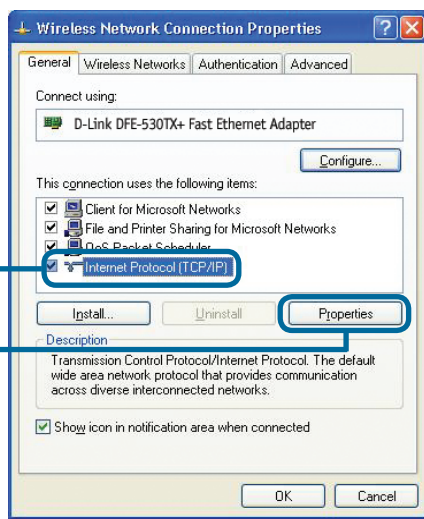 Wireless Network Connection Properties
General Wireless Networks Authentication Advanced
Connect using:
D-Link DFE-530TX+ Fast Ethernet Adapter
Configure...
This connection uses the following items:
Client for Microsoft Networks
File and Printer Sharing for Microsoft Networks
QoS Packet Scheduler
Internet Protocol (TCP/IP)
Install... Uninstall Properties
Description
Transmission Control Protocol/Internet Protocol. The default
wide area network protocol that provides communication
across diverse interconnected networks.
Show icon in notification area when connected
OK Cancel